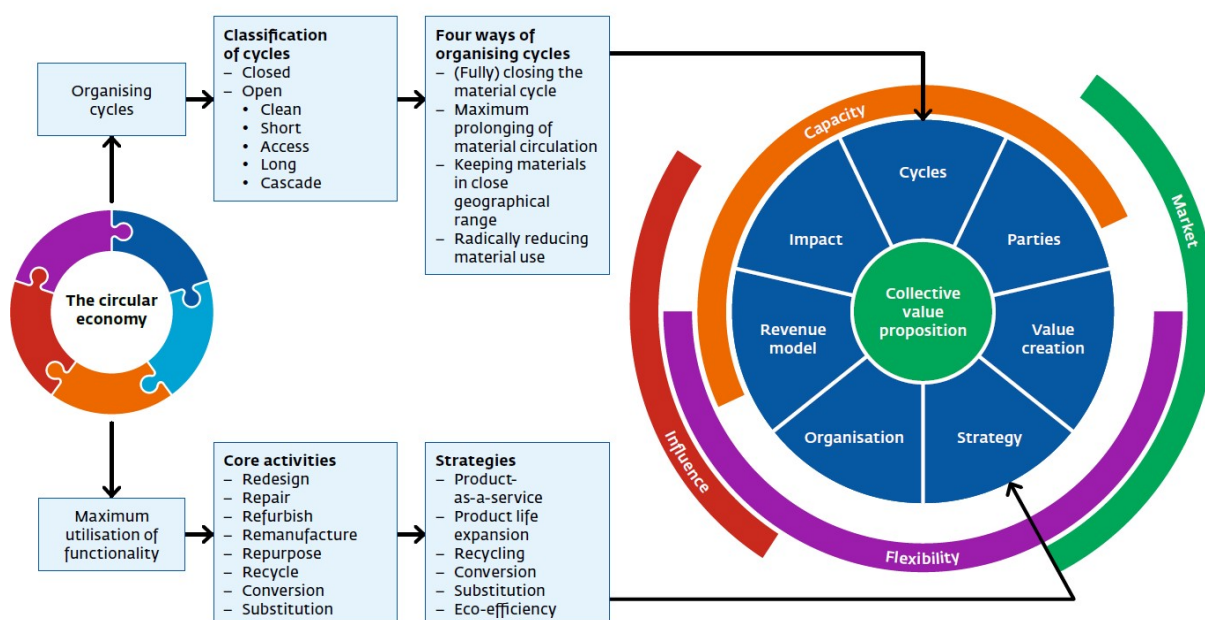 The circular
economy
Organising
cycles
Classification
of cycles
– Closed
– Open
• Clean
• Short
• Access
• Long
• Cascade
Four ways of
organising cycles
– (Fully) closing the
material cycle
– Maximum
prolonging of
material circulation
– Keeping materials
in close
geographical
range
– Radically reducing
material use
Maximum
utilisation of
functionality
Core activities
– Redesign
– Repair
– Refurbish
– Remanufacture
– Repurpose
– Recycle
– Conversion
– Substitution
Strategies
– Product-
as-a-service
– Product life
expansion
– Recycling
– Conversion
– Substitution
– Eco-efficiency
Capacity
Market
Influence
Flexibility
Cycles
Parties
Value
creation
Strategy
Organisation
Revenue
model
Impact
Collective
value
proposition